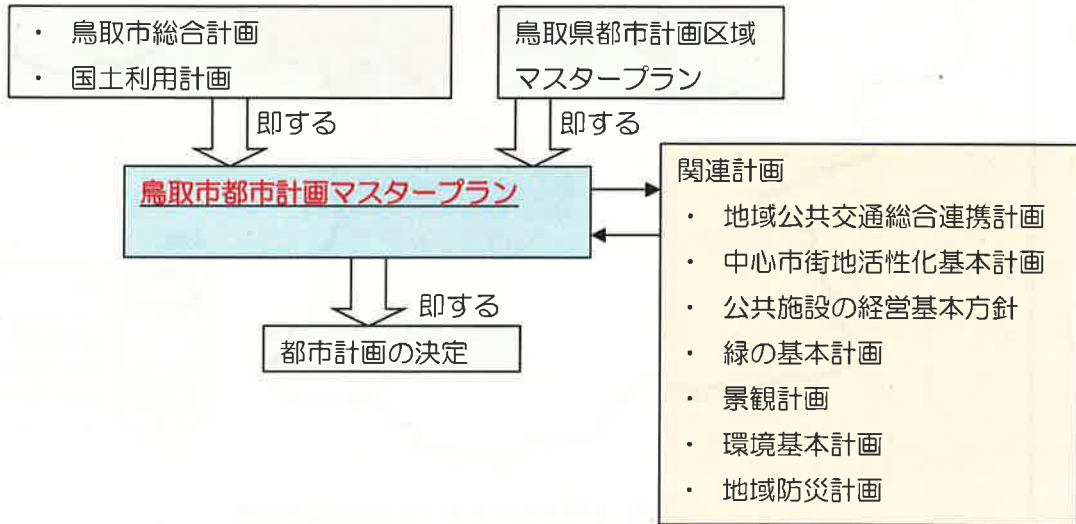 ・ 鳥取市総合計画
・ 国土利用計画
鳥取県都市計画区域
マスタープラン
即する
即する
鳥取市都市計画マスタープラン
関連計画
・ 地域公共交通総合連携計画
・ 中心市街地活性化基本計画
・ 公共施設の経営基本方針
・ 緑の基本計画
・ 景観計画
・ 環境基本計画
・ 地域防災計画
即する
都市計画の決定